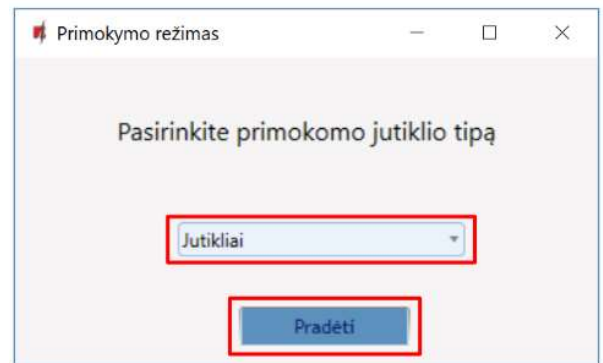 Primokymo režimas
Pasirinkite primokomo jutiklio tipą
Jutikliai
Pradėti